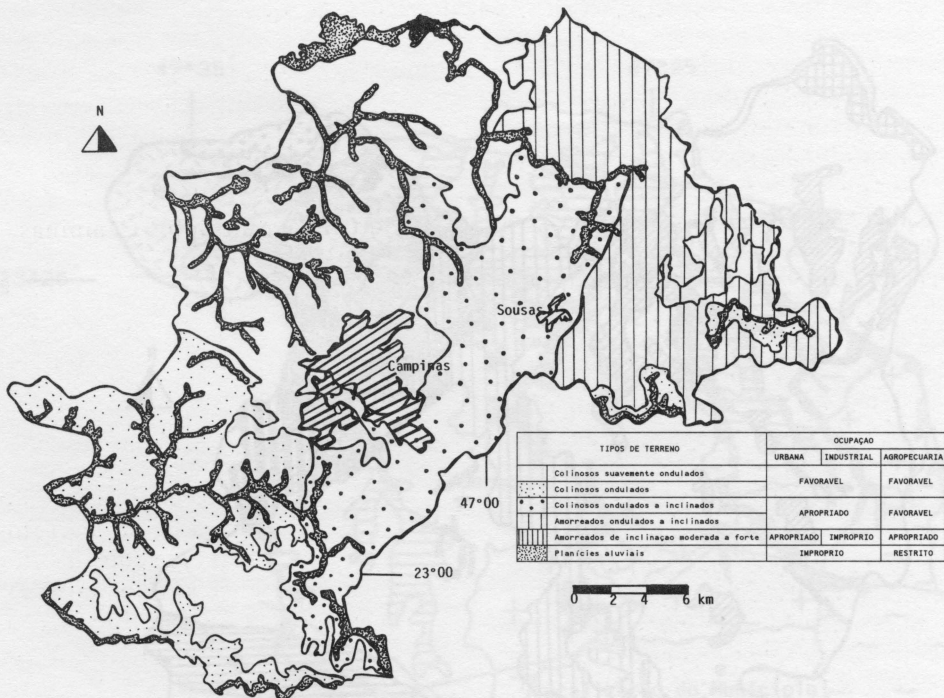 N
Sousas
Campinas
47°00
23°00
TIPOS DE TERRENO
OCUPAÇAO
URBANA INDUSTRIAL AGROPECUARIA
Colinosos suavemente ondulados
FAVORAVEL FAVORAVEL
Colinosos ondulados
Colinosos ondulados a inclinados
APROPRIADO FAVORAVEL
Amorreados ondulados a inclinados
Amorreados de inclinaçao moderada a forte APROPRIADO IMPROPRIO APROPRIADO
Planícies aluviais IMPROPRIO RESTRITO
0 2 4 6 km